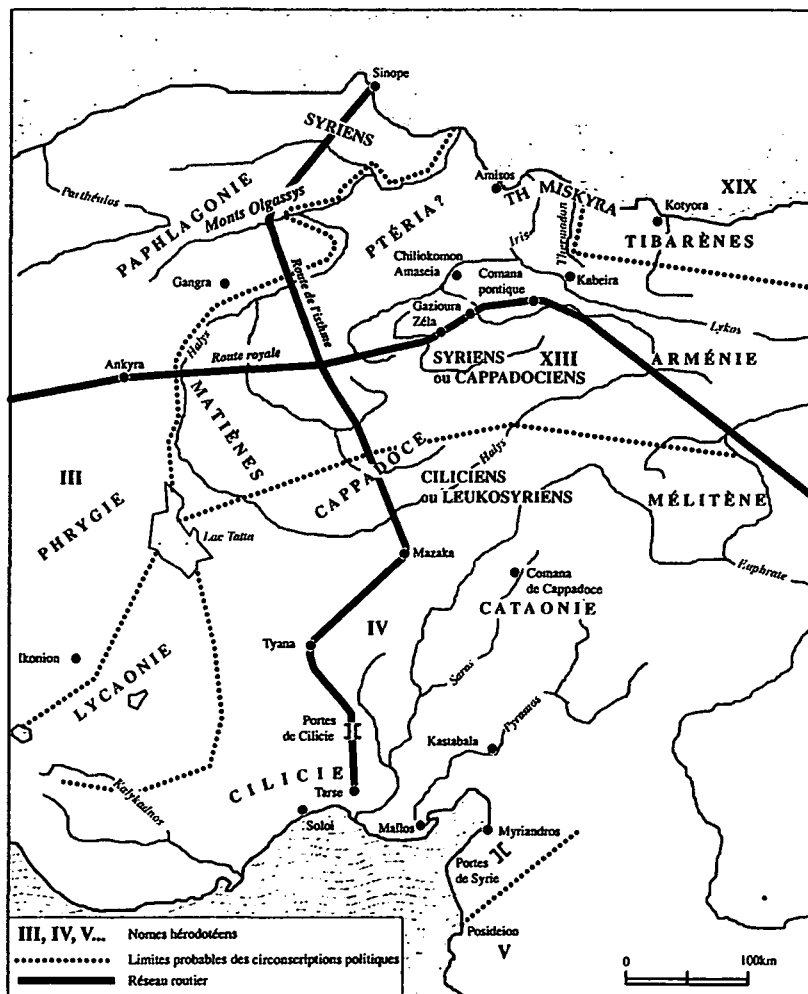 Sinope
SYRIENS
Parthénios
PAPHLAGONIE
Monts Olgassys
Amisos
THÉMISKYRA
XIX
Kotyora
PTÉRIA?
Iris
Thermodon
TIBARÈNES
Gangra
Route de l'isthme
Chiliokomon
Amaseia
Comana
pontique
Kabeira
Gazioura
Zéla
Lykos
Halys
Route royale
Ankyra
SYRIENS
ou CAPPADOCIENS
XIII
ARMÉNIE
MATIÈNES
III
CAPPADOCE
Halys
CILICIENS
ou LEUKOSYRIENS
MÉLITÈNE
PHRYGIE
Lac Tatta
Mazaka
Euphrate
Comana
de Cappadoce
CATAONIE
IV
Tyana
Ikonion
LYCAONIE
Saros
Portes
de Cilicie
Pyramos
Kastabala
CILICIE
Kalykadnos
Tarse
Soloi
Mallos
Myriandros
Portes
de Syrie
Posideion
V
III, IV, V... Nomes hérodotéens
Limites probables des circonscriptions politiques
Réseau routier
0 100km